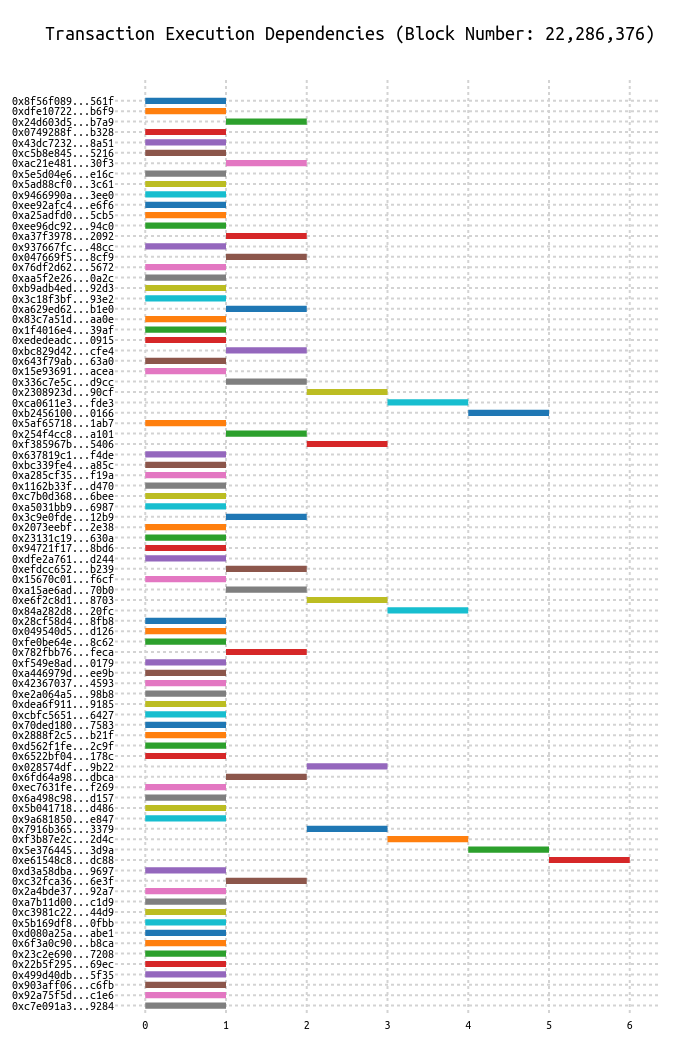 Transaction Execution Dependencies (Block Number: 22,286,376)
0x8f56f089...561f
0xdfe10722...b6f9
0x24d603d5...b7a9
0x0749288f...b328
0x43dc7232...8a51
0xc5b8e845...5216
0xac21e481...30f3
0x5e5d04e6...e16c
0x5ad88cf0...3c61
0x9466990a...3ee0
0xee92afc4...e6f6
0xa25adfd0...5cb5
0xee96dc92...94c0
0xa37f3978...2092
0x937667fc...48cc
0x047669f5...8cf9
0x76df2d62...5672
0xaa5f2e26...0a2c
0xb9adb4ed...92d3
0x3c18f3bf...93e2
0xa629ed62...b1e0
0x83c7a51d...aa0e
0x1f4016e4...39af
0xededeadc...0915
0xbc829d42...cfe4
0x643f79ab...63a0
0x15e93691...acea
0x336c7e5c...d9cc
0x2308923d...90cf
0xca0611e3...fde3
0xb2456100...0166
0x5af65718...1ab7
0x254f4cc8...a101
0xf385967b...5406
0x637819c1...f4de
0xbc339fe4...a85c
0xa285cf35...f19a
0x1162b33f...d470
0xc7b0d368...6bee
0xa5031bb9...6987
0x3c9e0fde...12b9
0x2073eebf...2e38
0x23131c19...630a
0x94721f17...8bd6
0xdfe2a761...d244
0xefdcc652...b239
0x15670c01...f6cf
0xa15ae6ad...70b0
0xe6f2c8d1...8703
0x84a282d8...20fc
0x28cf58d4...8fb8
0x049540d5...d126
0xfe0be64e...8c62
0x782fbb76...feca
0xf549e8ad...0179
0xa446979d...ee9b
0x42367037...4593
0xe2a064a5...98b8
0xdea6f911...9185
0xcbfc5651...6427
0x70ded180...7583
0x2888f2c5...b21f
0xd562f1fe...2c9f
0x6522bf04...178c
0x028574df...9b22
0x6fd64a98...dbca
0xec7631fe...f269
0x6a498c98...d157
0x5b041718...d486
0x9a681850...e847
0x7916b365...3379
0xf3b87e2c...2d4c
0x5e376445...3d9a
0xe61548c8...dc88
0xd3a58dba...9697
0xc32fca36...6e3f
0x2a4bde37...92a7
0xa7b11d00...c1d9
0xc3981c22...44d9
0x5b169df8...0fbb
0xd080a25a...abe1
0x6f3a0c90...b8ca
0x23c2e690...7208
0x22b5f295...69ec
0x499d40db...5f35
0x903aff06...c6fb
0x92a75f5d...c1e6
0xc7e091a3...9284
0 1 2 3 4 5 6